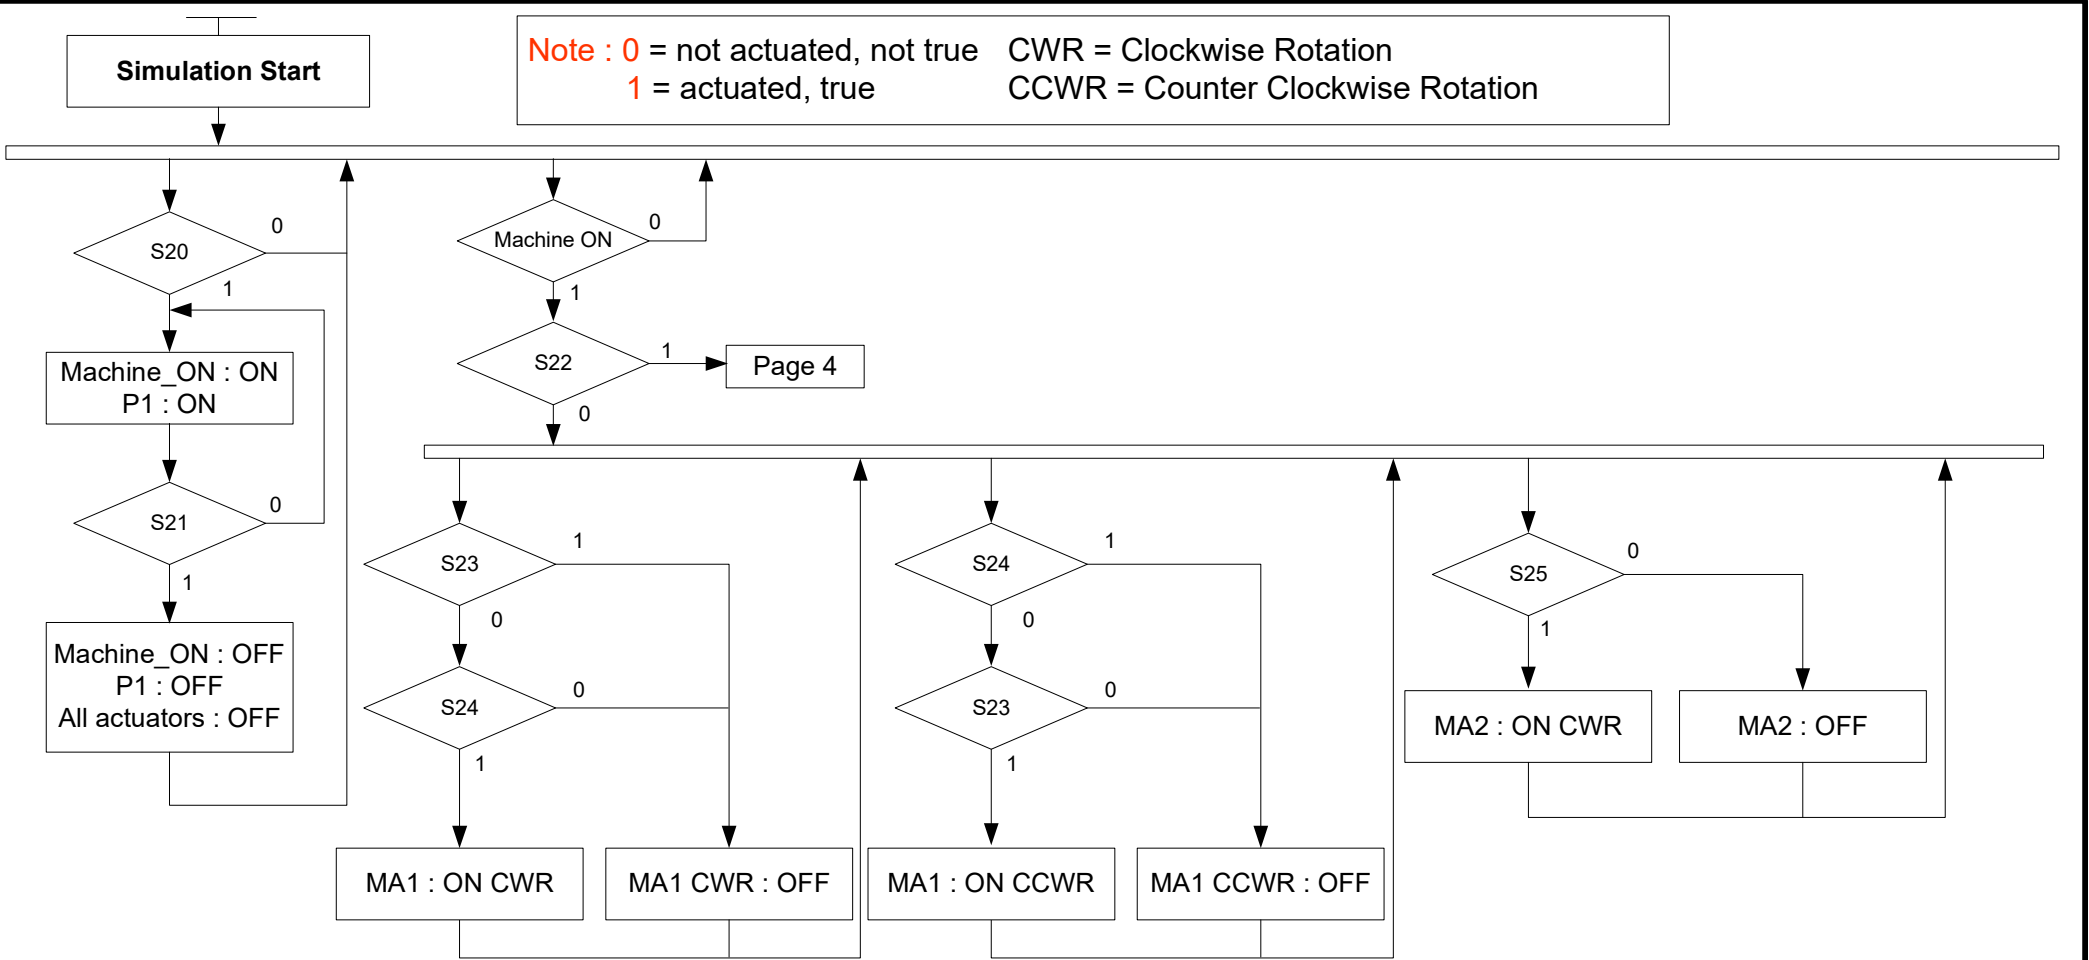 Simulation Start
Note : 0 = not actuated, not true CWR = Clockwise Rotation
1 = actuated, true CCWR = Counter Clockwise Rotation
S20
0
1
Machine_ON : ON
P1 : ON
S21
0
1
Machine_ON : OFF
P1 : OFF
All actuators : OFF
Machine ON
0
1
S22
1
Page 4
0
S23
1
0
S24
0
1
MA1 : ON CWR
MA1 CWR : OFF
S24
1
0
S23
0
1
MA1 : ON CCWR
MA1 CCWR : OFF
S25
0
1
MA2 : ON CWR
MA2 : OFF